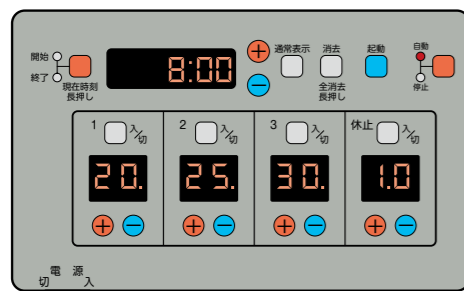 開始
終了
現在時刻
長押し
8:00
通常表示
消去
全消去
長押し
起動
自動
停止
1
入/切
20.
2
入/切
25.
3
入/切
30.
休止
入/切
1.0
電源
切 入